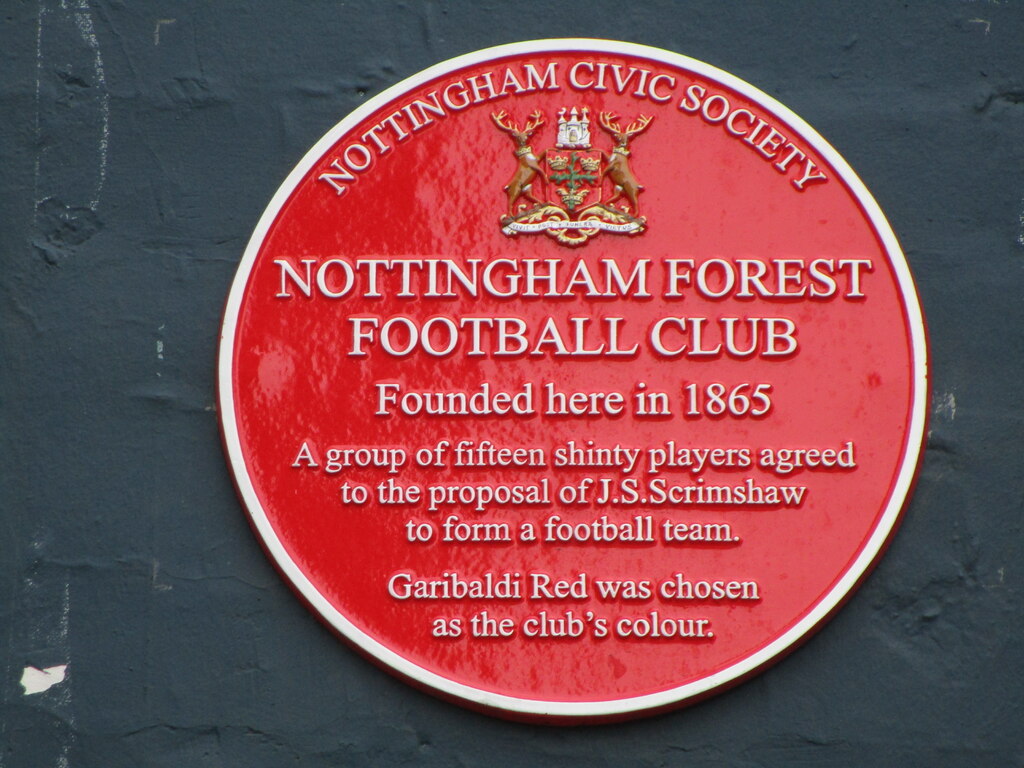 NOTTINGHAM CIVIC SOCIETY
NOTTINGHAM FOREST
FOOTBALL CLUB
Founded here in 1865
A group of fifteen shinty players agreed
to the proposal of J.S.Scrimshaw
to form a football team.
Garibaldi Red was chosen
as the club's colour.